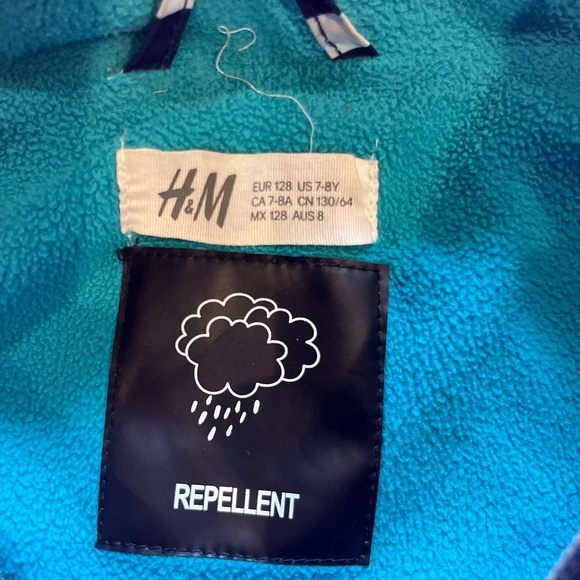 H&M
EUR 128 US 7-8Y
CA 7-8A CN 130/64
MX 128 AUS 8
REPELLENT